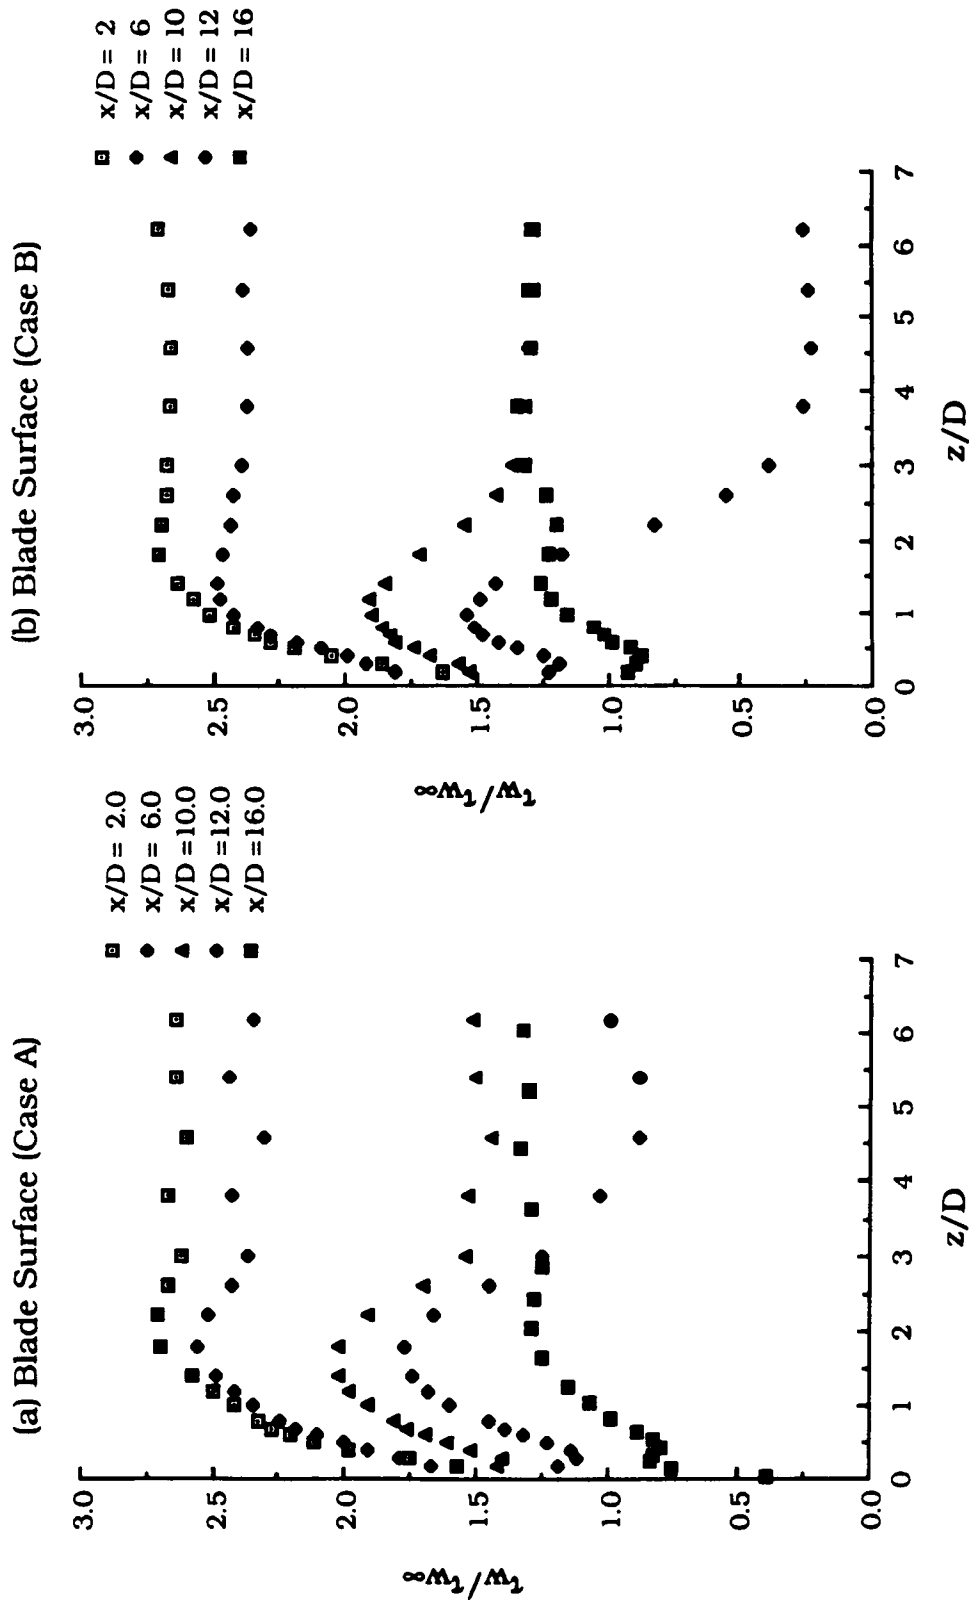 (a) Blade Surface (Case A)
3.0
2.5
2.0
1.5
1.0
0.5
0.0
τw/τw∞
0 1 2 3 4 5 6 7
z/D
x/D = 2.0
x/D = 6.0
x/D =10.0
x/D =12.0
x/D =16.0
(b) Blade Surface (Case B)
3.0
2.5
2.0
1.5
1.0
0.5
0.0
τw/τw∞
0 1 2 3 4 5 6 7
z/D
x/D = 2
x/D = 6
x/D = 10
x/D = 12
x/D = 16